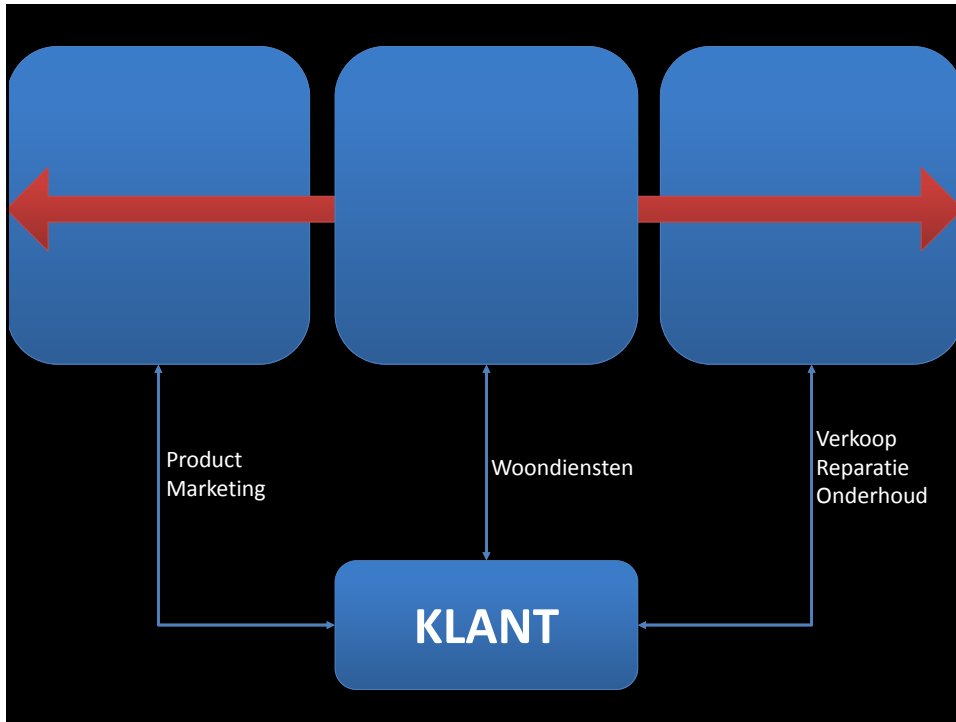 Product
Marketing
Woondiensten
Verkoop
Reparatie
Onderhoud
KLANT